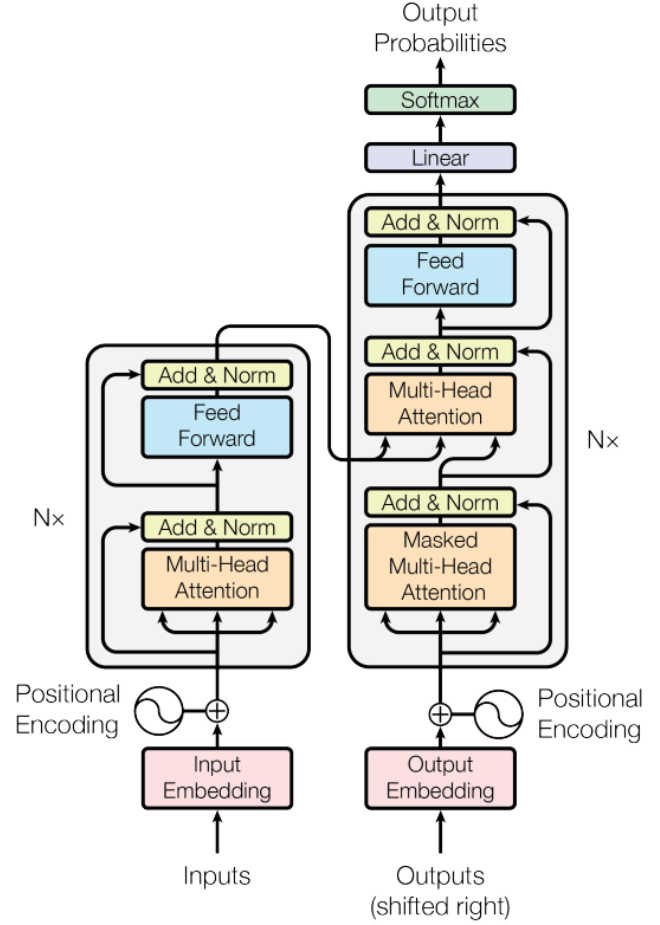 Output
Probabilities
Softmax
Linear
Add & Norm
Feed
Forward
Add & Norm
Multi-Head
Attention
Add & Norm
Masked
Multi-Head
Attention
N×
Add & Norm
Feed
Forward
Add & Norm
Multi-Head
Attention
N×
Positional
Encoding
Positional
Encoding
Input
Embedding
Output
Embedding
Inputs
Outputs
(shifted right)